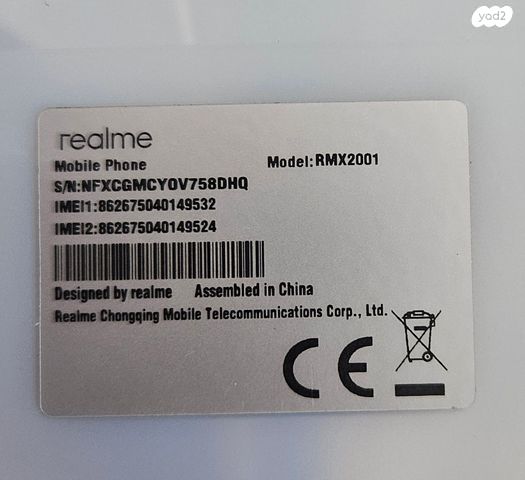 yad2
realme
Mobile Phone Model: RMX2001
S/N:NFXCGMCYOV758DHQ
IMEI1:862675040149532
IMEI2:862675040149524
Designed by realme Assembled in China
Realme Chongqing Mobile Telecommunications Corp., Ltd.
CE